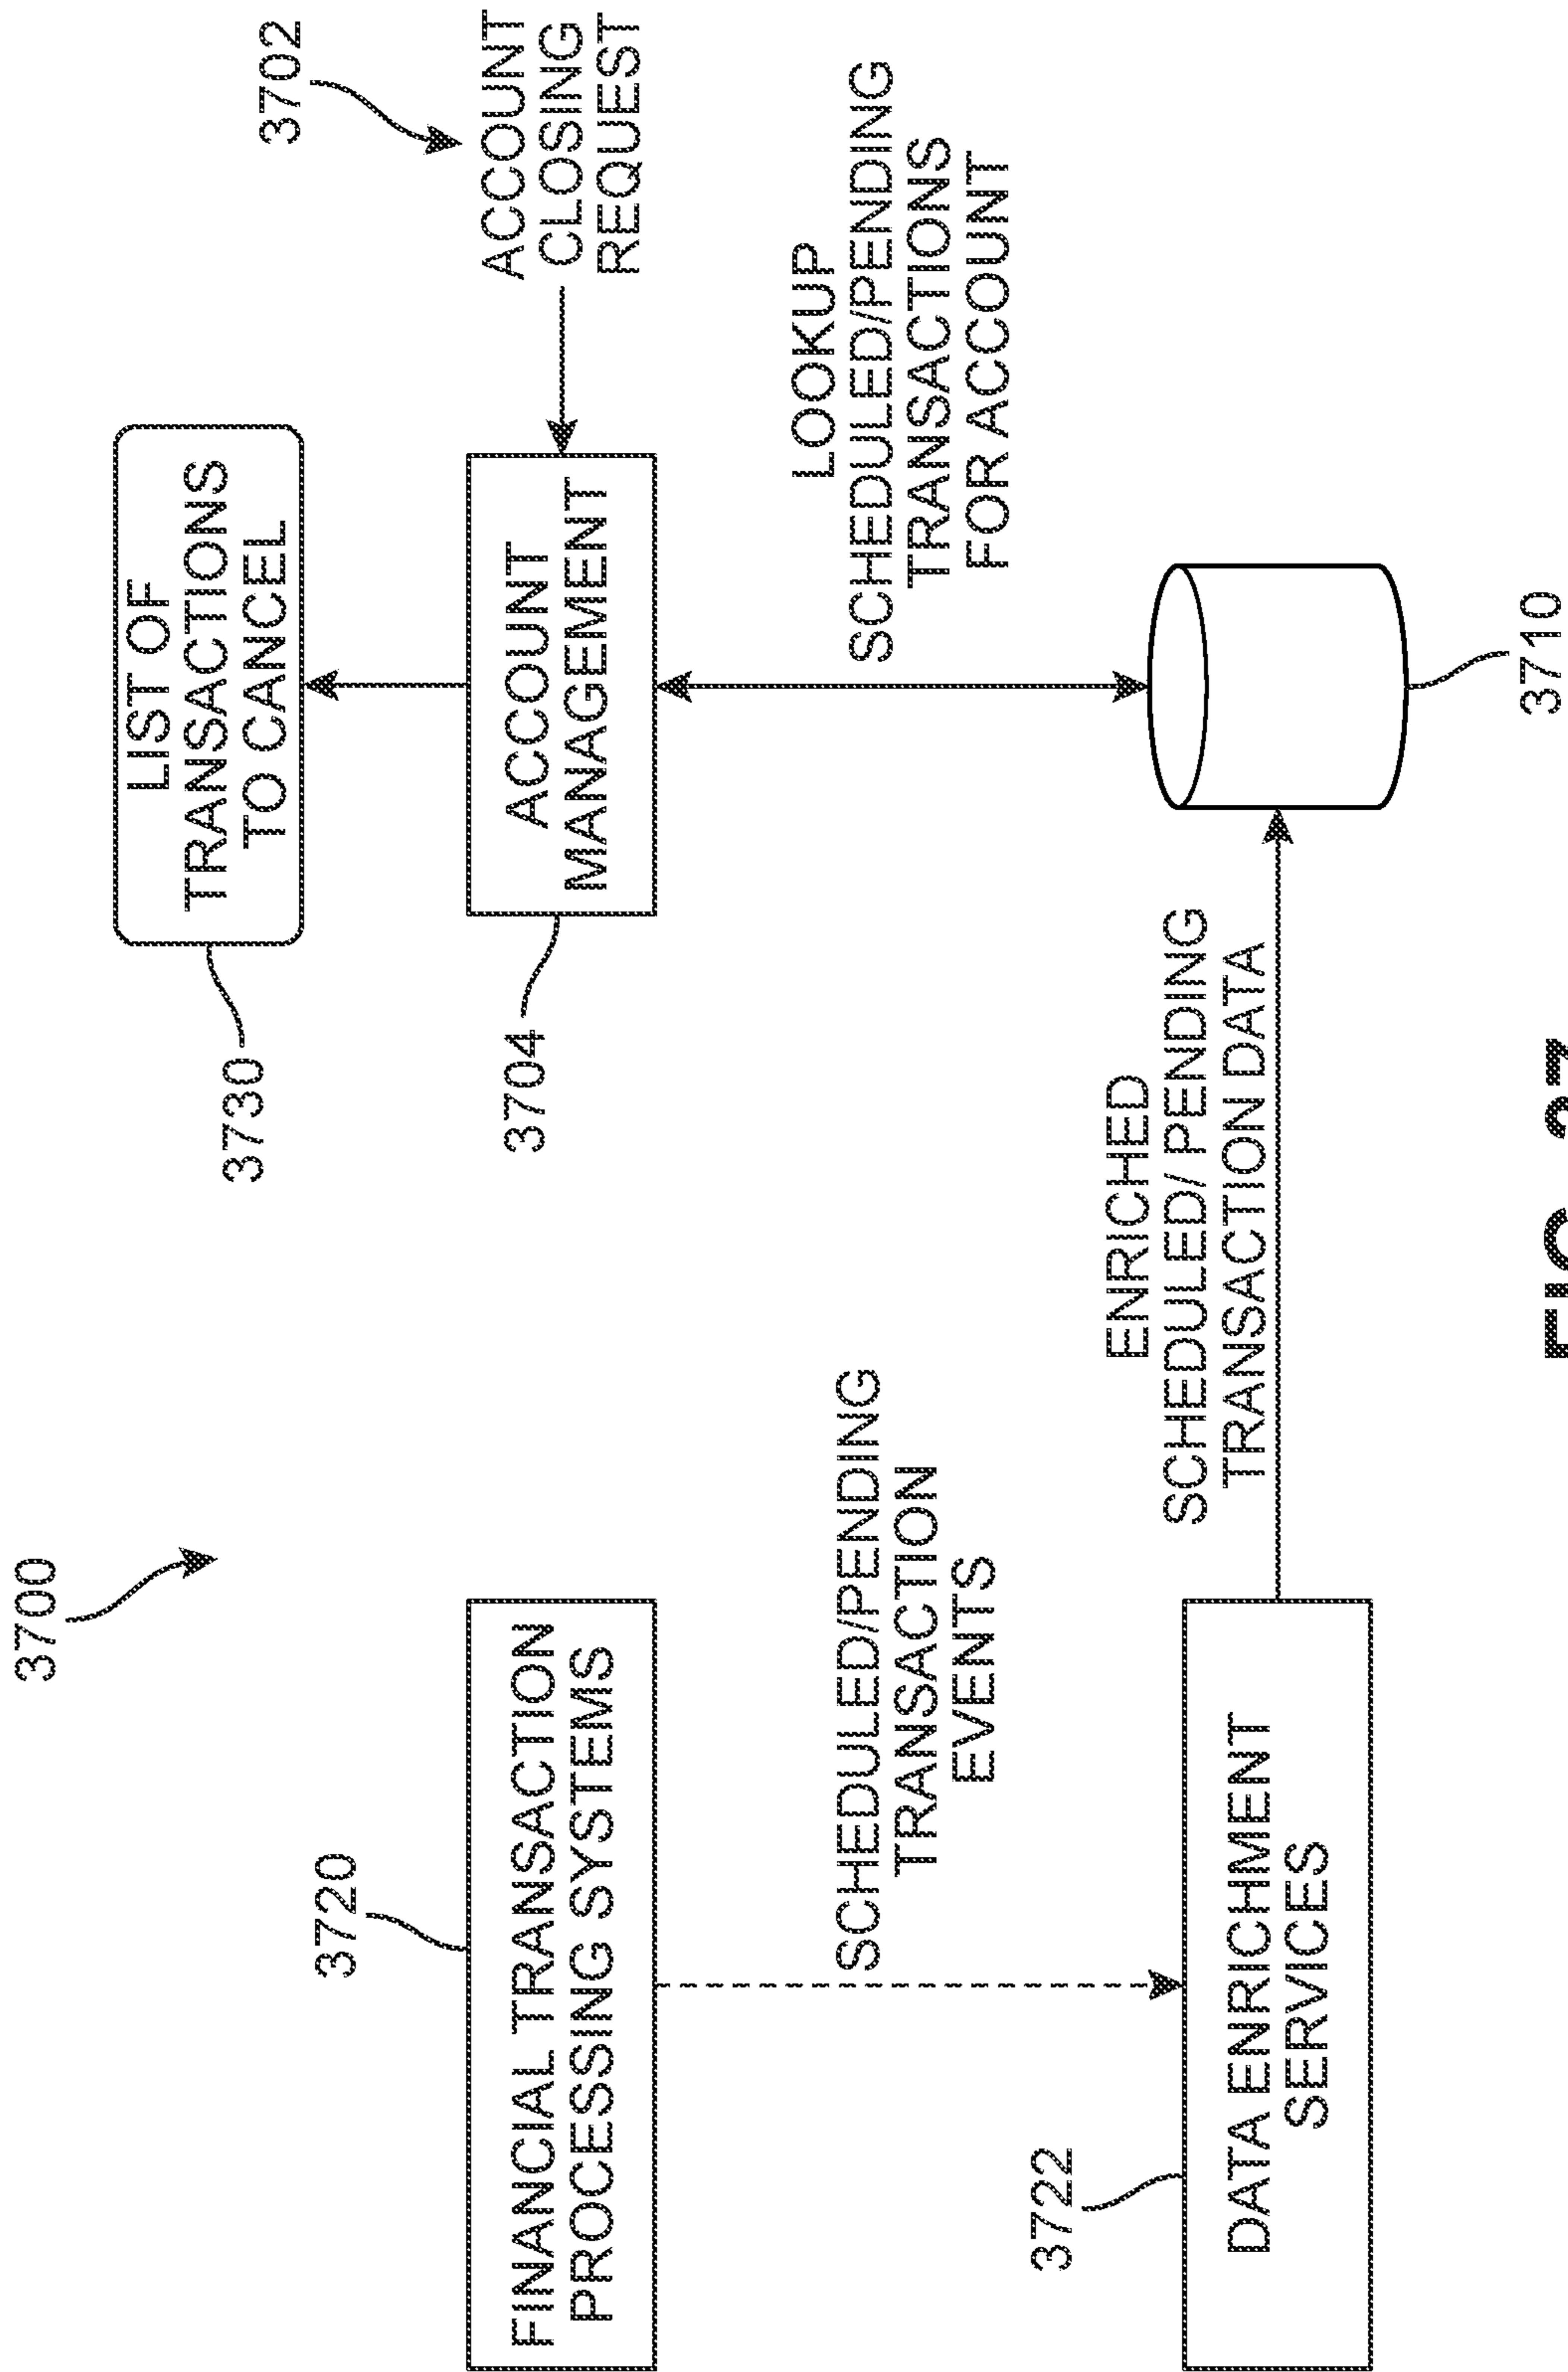 3700
3720
FINANCIAL TRANSACTION
PROCESSING SYSTEMS
SCHEDULED/PENDING
TRANSACTION
EVENTS
3722
DATA ENRICHMENT
SERVICES
ENRICHED
SCHEDULED/ PENDING
TRANSACTION DATA
3730
LIST OF
TRANSACTIONS
TO CANCEL
3704
ACCOUNT
MANAGEMENT
3702
ACCOUNT
CLOSING
REQUEST
LOOKUP
SCHEDULED/PENDING
TRANSACTIONS
FOR ACCOUNT
3710